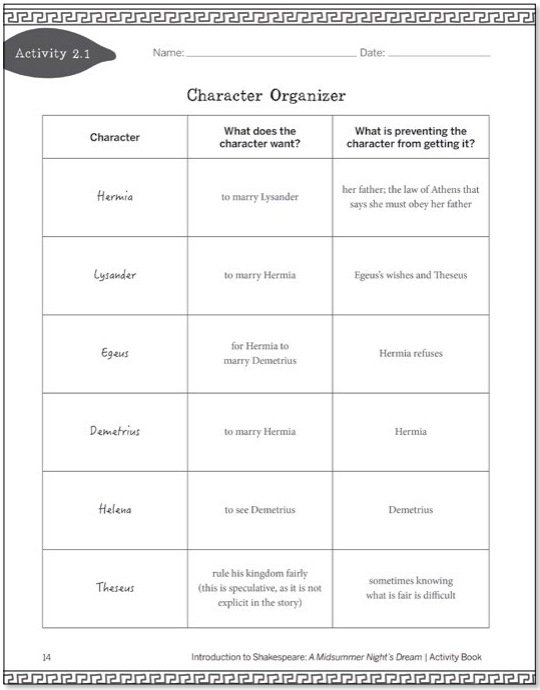 Activity 2.1
Name: ____ Date: ____
Character Organizer
Character
What does the
character want?
What is preventing the
character from getting it?
Hermia
to marry Lysander
her father; the law of Athens that
says she must obey her father
Lysander
to marry Hermia
Egeus's wishes and Theseus
Egeus
for Hermia to
marry Demetrius
Hermia refuses
Demetrius
to marry Hermia
Hermia
Helena
to see Demetrius
Demetrius
Theseus
rule his kingdom fairly
(this is speculative, as it is not
explicit in the story)
sometimes knowing
what is fair is difficult
14
Introduction to Shakespeare: A Midsummer Night's Dream | Activity Book